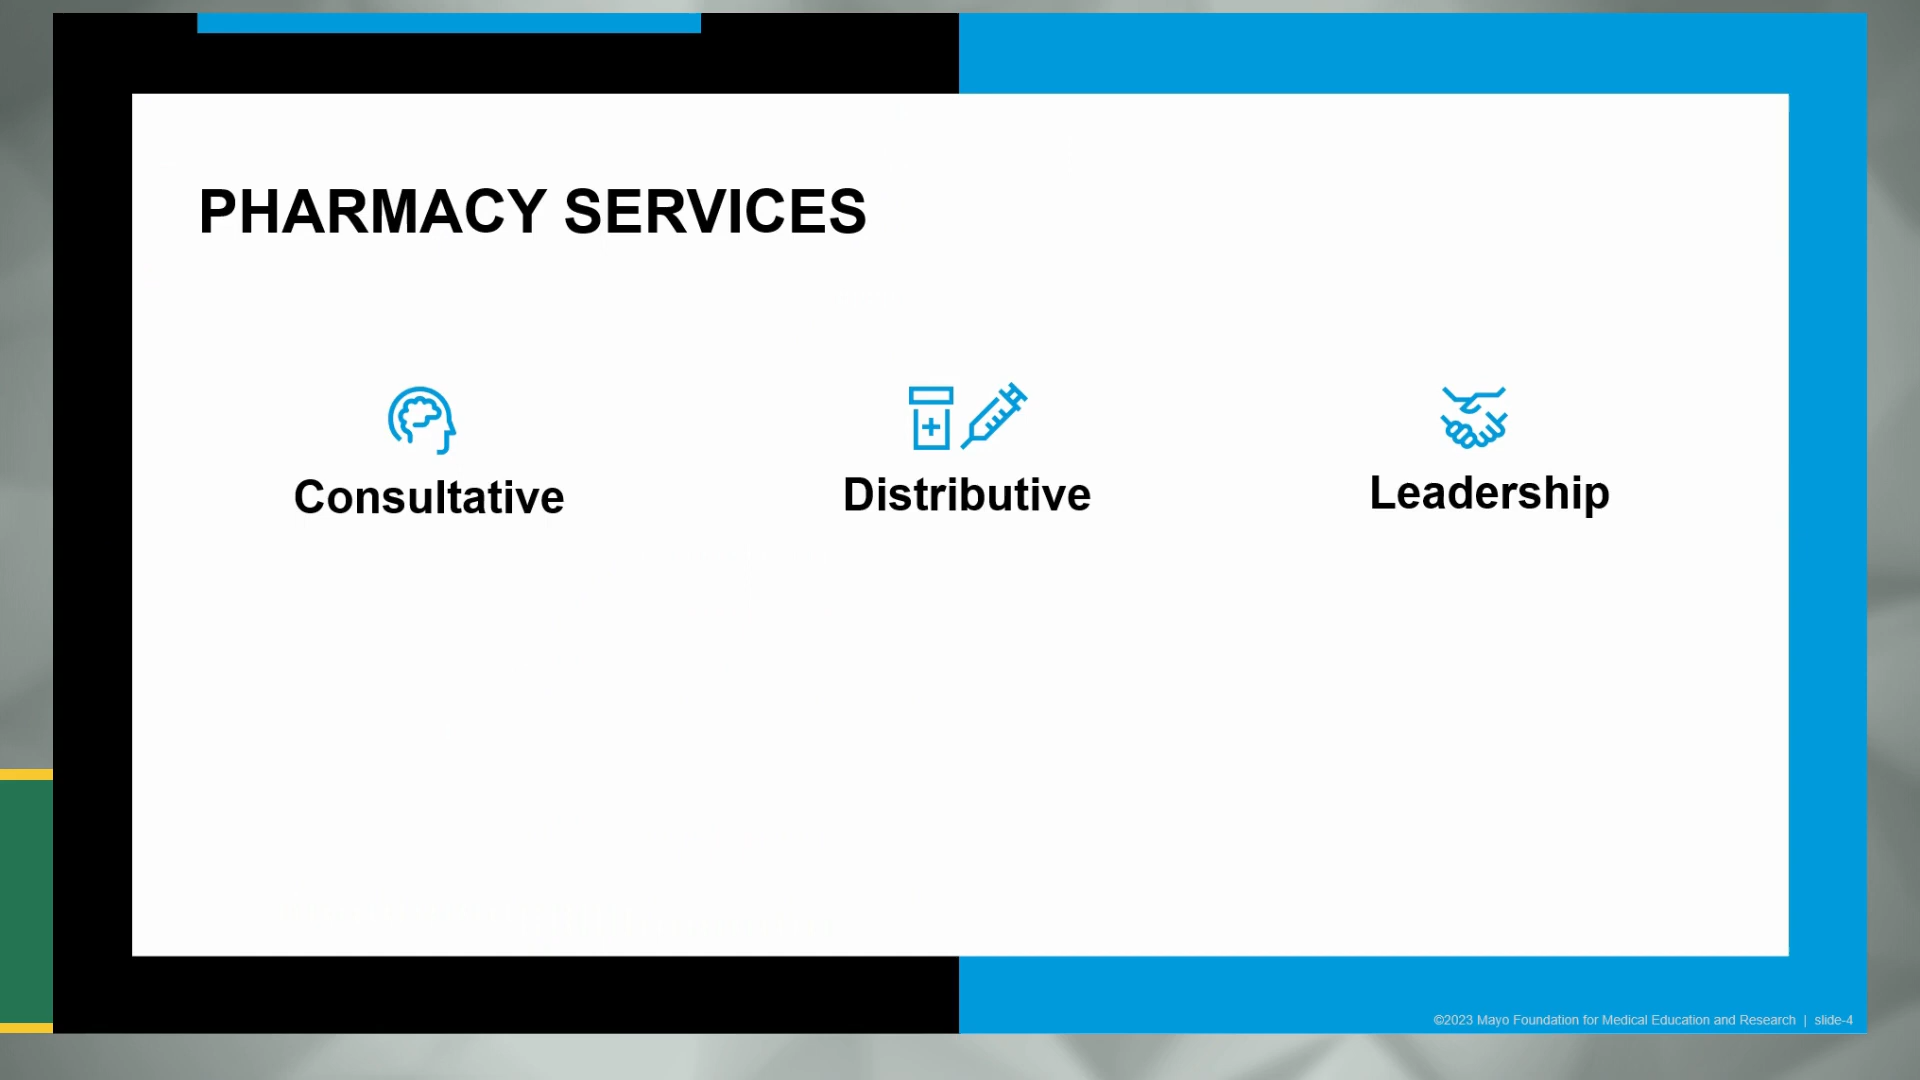 PHARMACY SERVICES
Consultative
Distributive
Leadership
©2023 Mayo Foundation for Medical Education and Research | slide-4